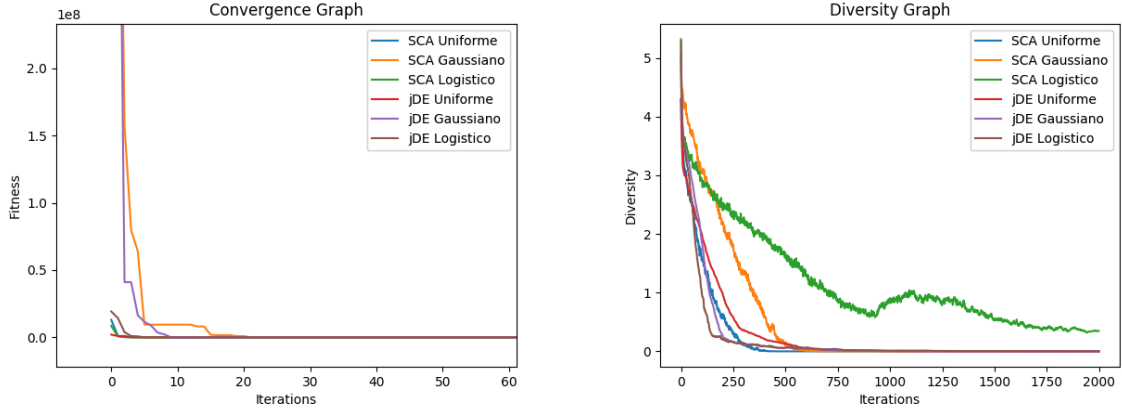 Convergence Graph
1e8
2.0
1.5
1.0
0.5
0.0
Fitness
0
10
20
30
40
50
60
Iterations
SCA Uniforme
SCA Gaussiano
SCA Logistico
jDE Uniforme
jDE Gaussiano
jDE Logistico
Diversity Graph
5
4
3
2
1
0
Diversity
0
250
500
750
1000
1250
1500
1750
2000
Iterations
SCA Uniforme
SCA Gaussiano
SCA Logistico
jDE Uniforme
jDE Gaussiano
jDE Logistico